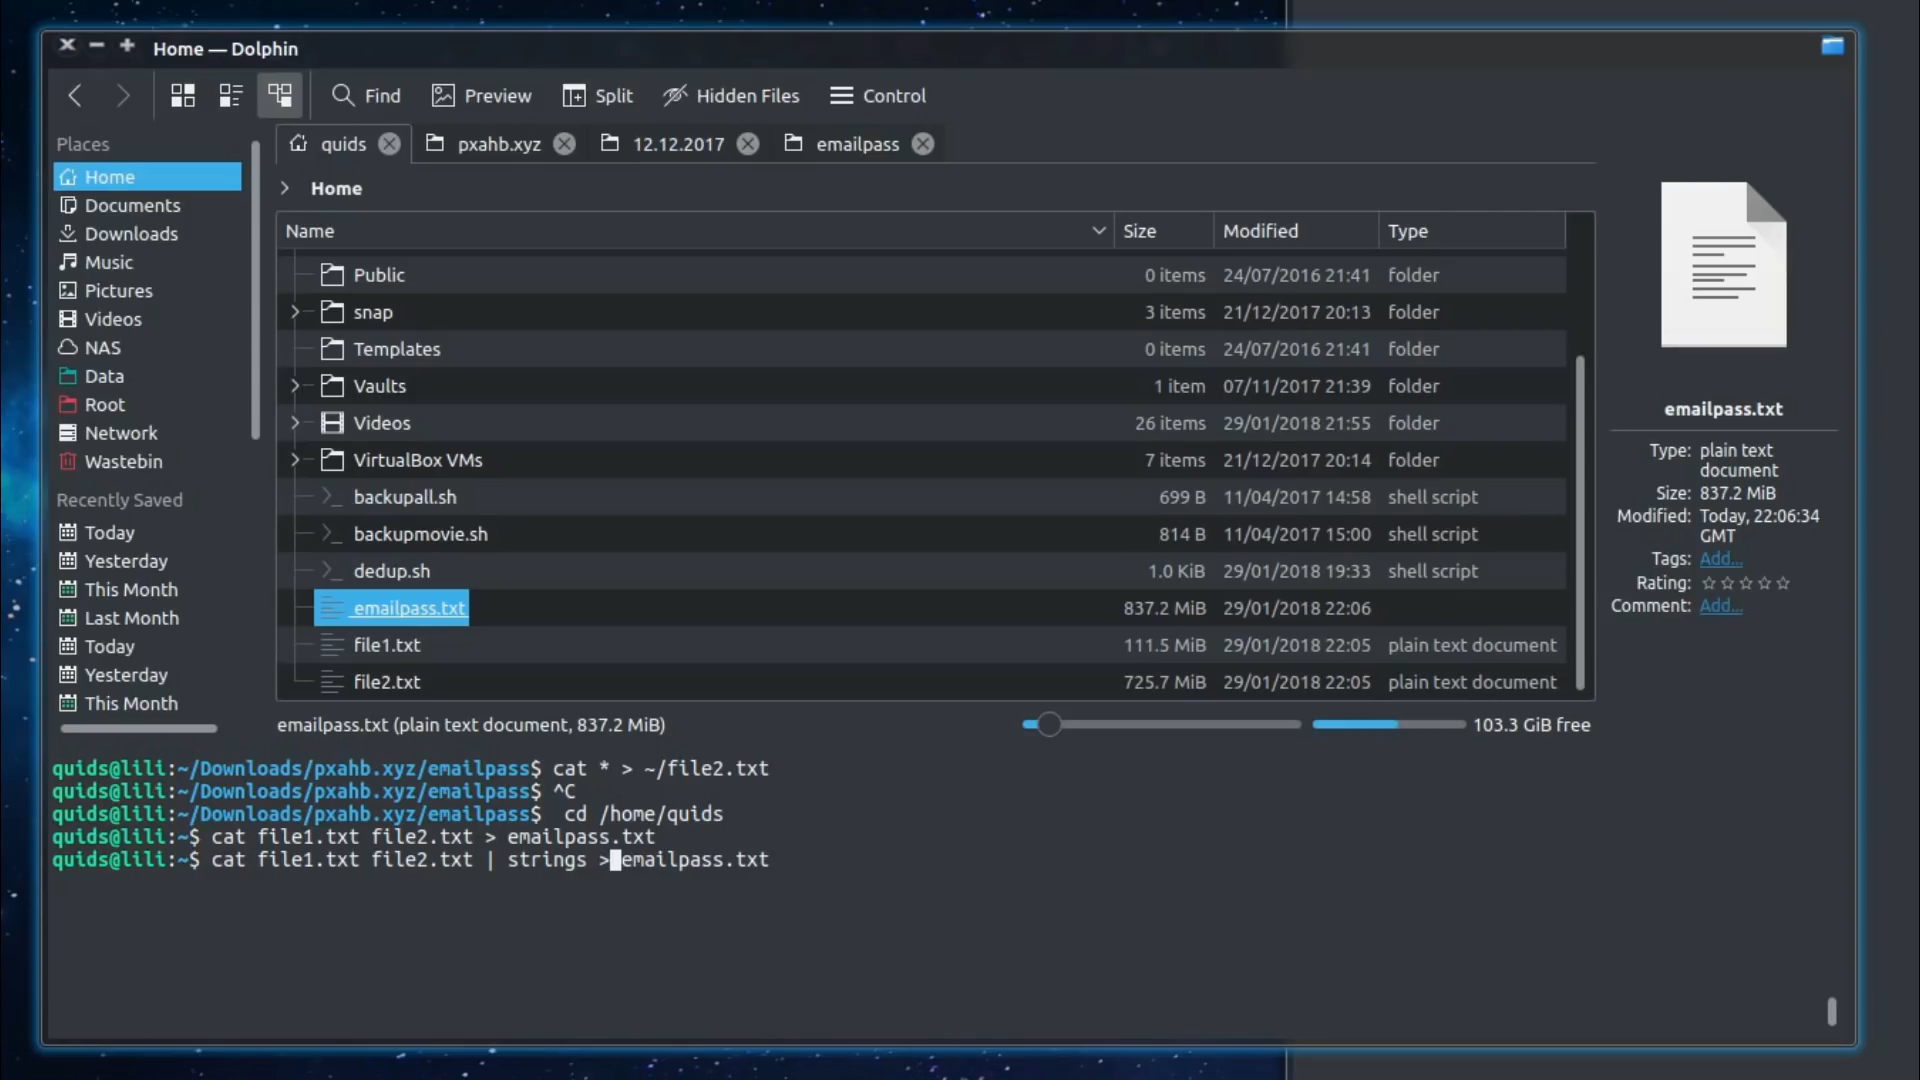 Home — Dolphin
Find Preview Split Hidden Files Control
Places
Home
Documents
Downloads
Music
Pictures
Videos
NAS
Data
Root
Network
Wastebin
Recently Saved
Today
Yesterday
This Month
Last Month
Today
Yesterday
This Month
quids pxahb.xyz 12.12.2017 emailpass
> Home
Name Size Modified Type
Public 0 items 24/07/2016 21:41 folder
snap 3 items 21/12/2017 20:13 folder
Templates 0 items 24/07/2016 21:41 folder
Vaults 1 item 07/11/2017 21:39 folder
Videos 26 items 29/01/2018 21:55 folder
VirtualBox VMs 7 items 21/12/2017 20:14 folder
backupall.sh 699 B 11/04/2017 14:58 shell script
backupmovie.sh 814 B 11/04/2017 15:00 shell script
dedup.sh 1.0 KiB 29/01/2018 19:33 shell script
emailpass.txt 837.2 MiB 29/01/2018 22:06
file1.txt 111.5 MiB 29/01/2018 22:05 plain text document
file2.txt 725.7 MiB 29/01/2018 22:05 plain text document
emailpass.txt (plain text document, 837.2 MiB) 103.3 GiB free
emailpass.txt
Type: plain text
document
Size: 837.2 MiB
Modified: Today, 22:06:34
GMT
Tags: Add...
Rating: ☆☆☆☆☆
Comment: Add...
quids@lili:~/Downloads/pxahb.xyz/emailpass$ cat * > ~/file2.txt
quids@lili:~/Downloads/pxahb.xyz/emailpass$ ^C
quids@lili:~/Downloads/pxahb.xyz/emailpass$  cd /home/quids
quids@lili:~$ cat file1.txt file2.txt > emailpass.txt
quids@lili:~$ cat file1.txt file2.txt | strings > emailpass.txt